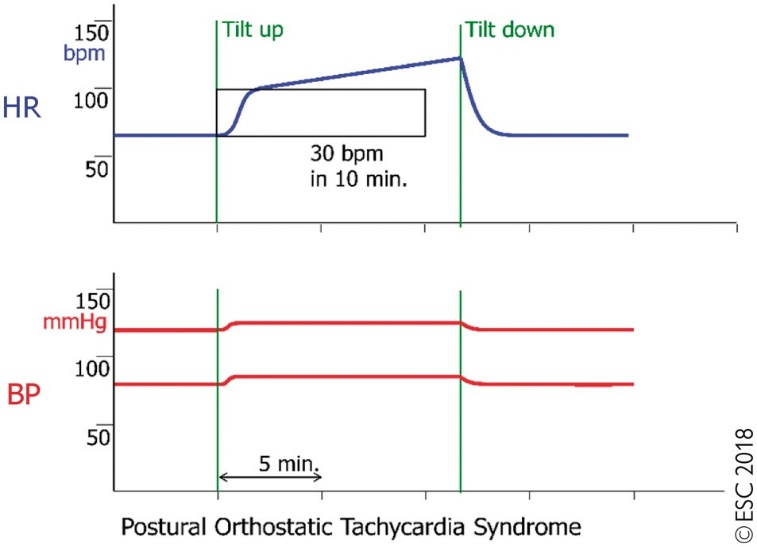 150
bpm
Tilt up
Tilt down
HR
100
30 bpm
in 10 min.
50
150
mmHg
100
BP
50
5 min.
Postural Orthostatic Tachycardia Syndrome
© ESC 2018